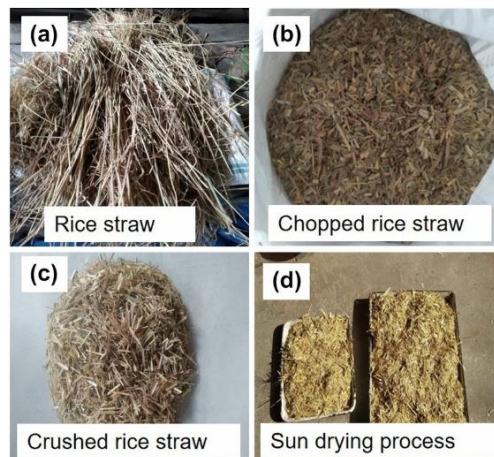 (a)
Rice straw
(b)
Chopped rice straw
(c)
Crushed rice straw
(d)
Sun drying process